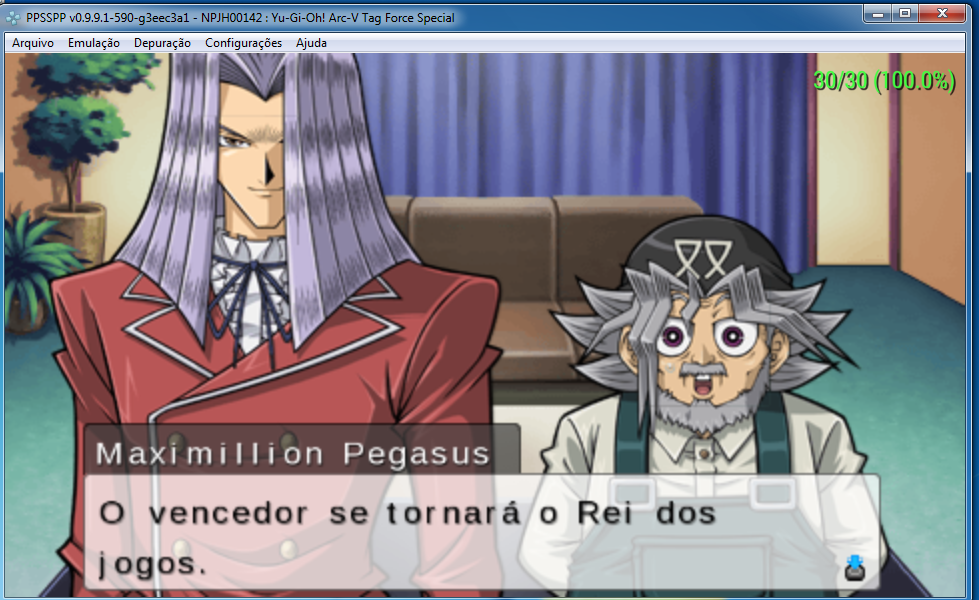 PPSSPP v0.9.9.1-590-g3eec3a1 - NPJH00142 : Yu-Gi-Oh! Arc-V Tag Force Special
Arquivo Emulação Depuração Configurações Ajuda
30/30 (100.0%)
Maximillion Pegasus
O vencedor se tornará o Rei dos
jogos.